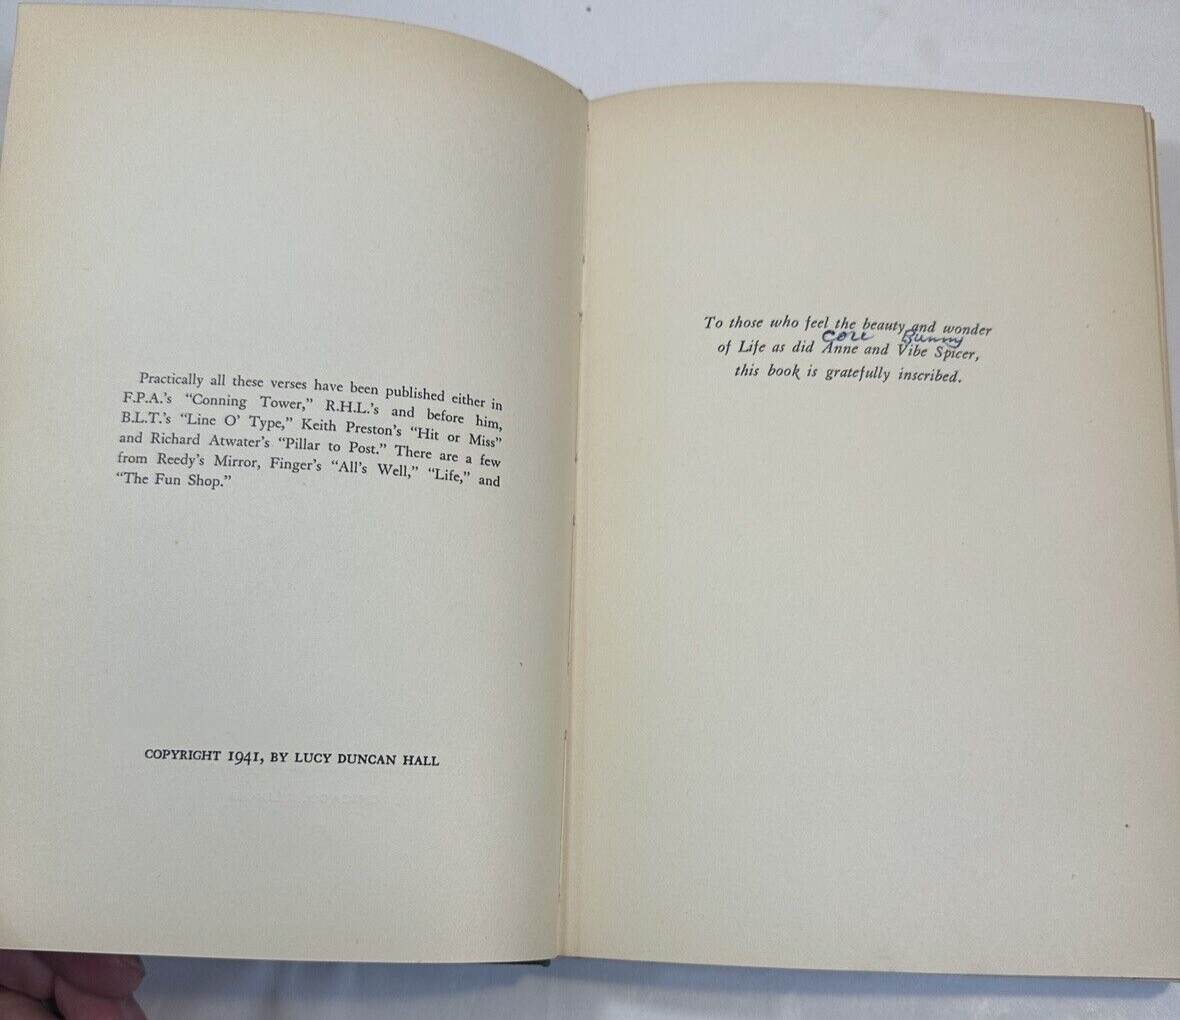 Practically all these verses have been published either in
F.P.A.'s "Conning Tower," R.H.L.'s and before him,
B.L.T.'s "Line O' Type," Keith Preston's "Hit or Miss"
and Richard Atwater's "Pillar to Post." There are a few
from Reedy's Mirror, Finger's "All's Well," "Life," and
"The Fun Shop."
COPYRIGHT 1941, BY LUCY DUNCAN HALL
To those who feel the beauty and wonder
Bunny
of Life as did Anne and Vibe Spicer,
this book is gratefully inscribed.